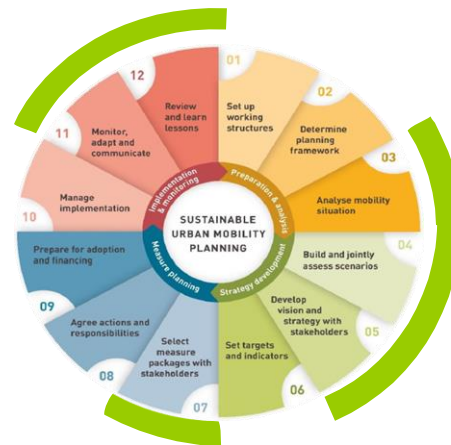 SUSTAINABLE
URBAN MOBILITY
PLANNING
Preparation & analysis
Strategy development
Measure planning
Implementation
& monitoring
01
Set up
working
structures
02
Determine
planning
framework
03
Analyse mobility
situation
04
Build and jointly
assess scenarios
05
Develop
vision and
strategy with
stakeholders
06
Set targets
and indicators
07
Select
measure
packages with
stakeholders
08
Agree actions and
responsibilities
09
Prepare for adoption
and financing
10
Manage
implementation
11
Monitor,
adapt and
communicate
12
Review
and learn
lessons